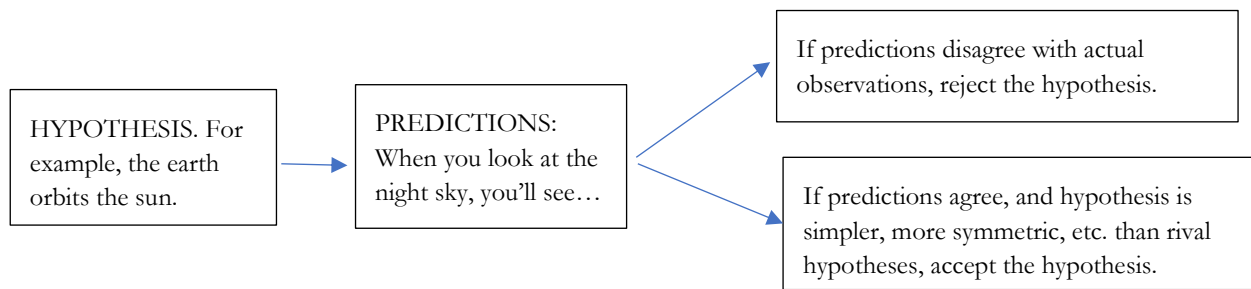 HYPOTHESIS. For
example, the earth
orbits the sun.
PREDICTIONS:
When you look at the
night sky, you’ll see…
If predictions disagree with actual
observations, reject the hypothesis.
If predictions agree, and hypothesis is
simpler, more symmetric, etc. than rival
hypotheses, accept the hypothesis.